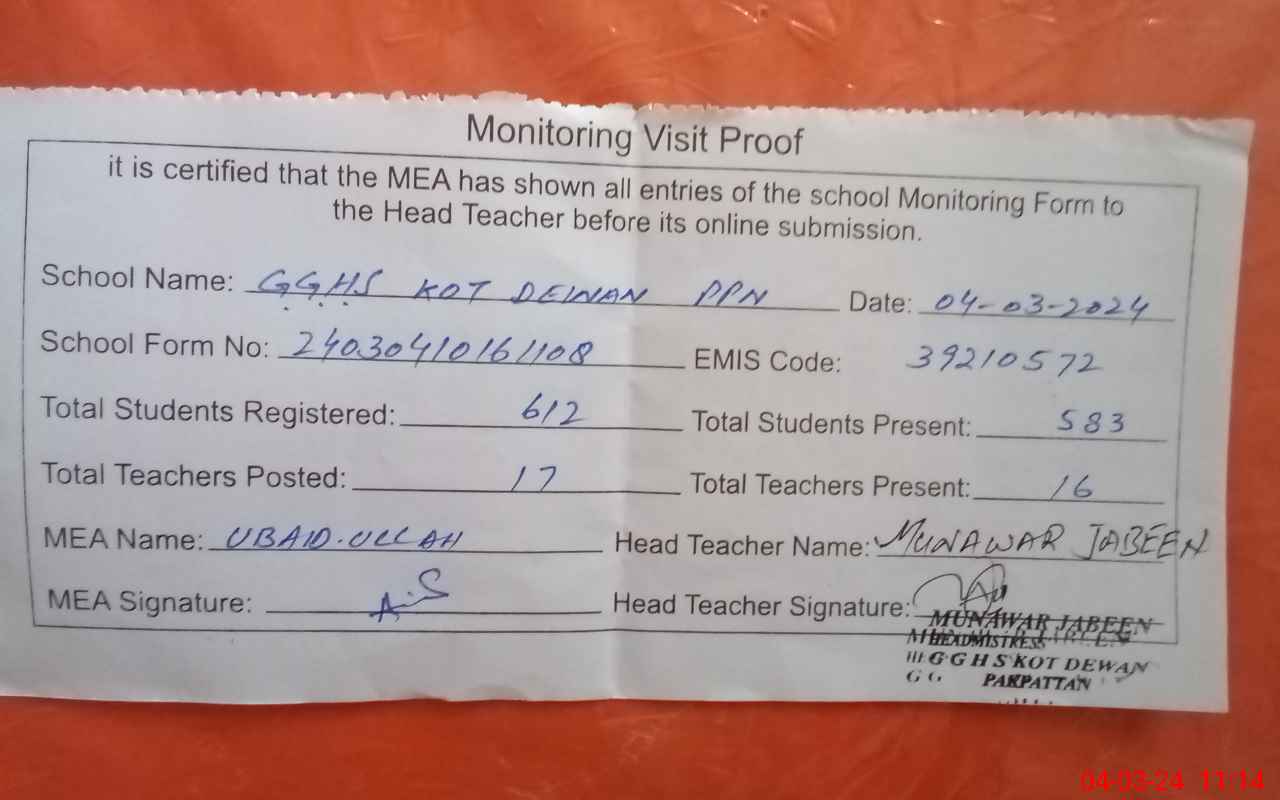 Monitoring Visit Proof
it is certified that the MEA has shown all entries of the school Monitoring Form to
the Head Teacher before its online submission.
School Name: GGHS KOT DEWAN PPN Date: 04-03-2024
School Form No: 24030410161108 EMIS Code: 39210572
Total Students Registered: 612 Total Students Present: 583
Total Teachers Posted: 17 Total Teachers Present: 16
MEA Name: UBAID.ULLAH Head Teacher Name: MUNAWAR JABEEN
MEA Signature: Head Teacher Signature:
MUNAWAR JABEEN
HEADMISTRESS
G G H S KOT DEWAN
PAKPATTAN
04-03-24 11:14